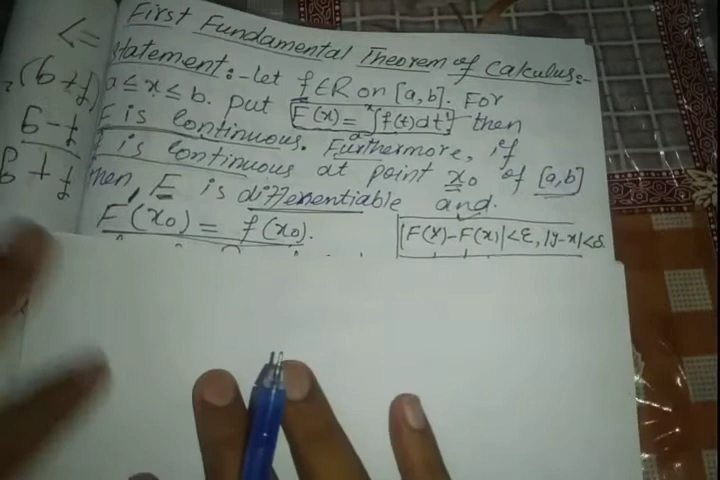 First Fundamental Theorem of Calculus:-
Statement:- Let f∈R on [a,b]. For
a ≤ x ≤ b. put F(x) = ∫ₐˣ f(t)dt, then
F is continuous. Furthermore, if
f is continuous at point x₀ of [a,b]
then, F is differentiable and.
F'(x₀) = f(x₀).
|F(y)-F(x)|<ε, |y-x|<δ.
=>
(f+g)
f-g
f+g